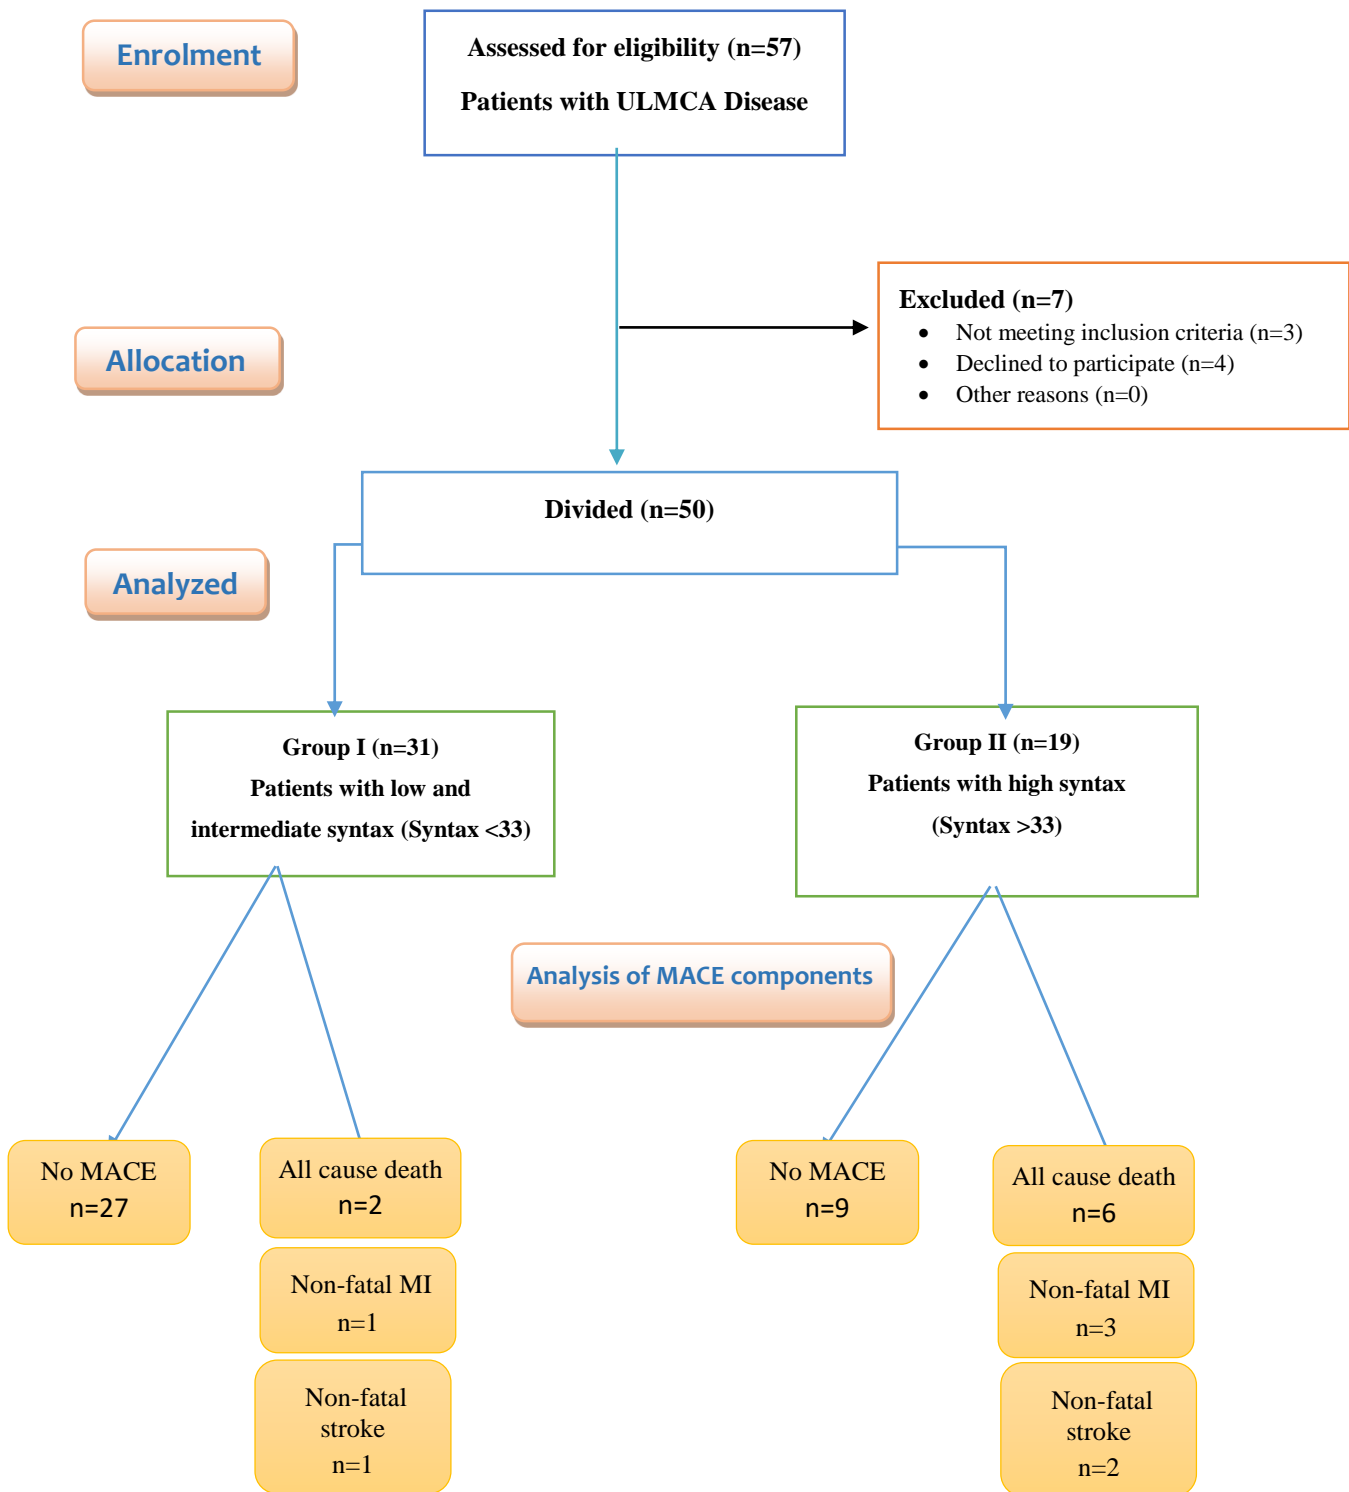 Enrolment
Assessed for eligibility (n=57)
Patients with ULMCA Disease
Excluded (n=7)
• Not meeting inclusion criteria (n=3)
• Declined to participate (n=4)
• Other reasons (n=0)
Allocation
Divided (n=50)
Analyzed
Group I (n=31)
Patients with low and
intermediate syntax (Syntax <33)
Group II (n=19)
Patients with high syntax
(Syntax >33)
Analysis of MACE components
No MACE
n=27
All cause death
n=2
Non-fatal MI
n=1
Non-fatal
stroke
n=1
No MACE
n=9
All cause death
n=6
Non-fatal MI
n=3
Non-fatal
stroke
n=2